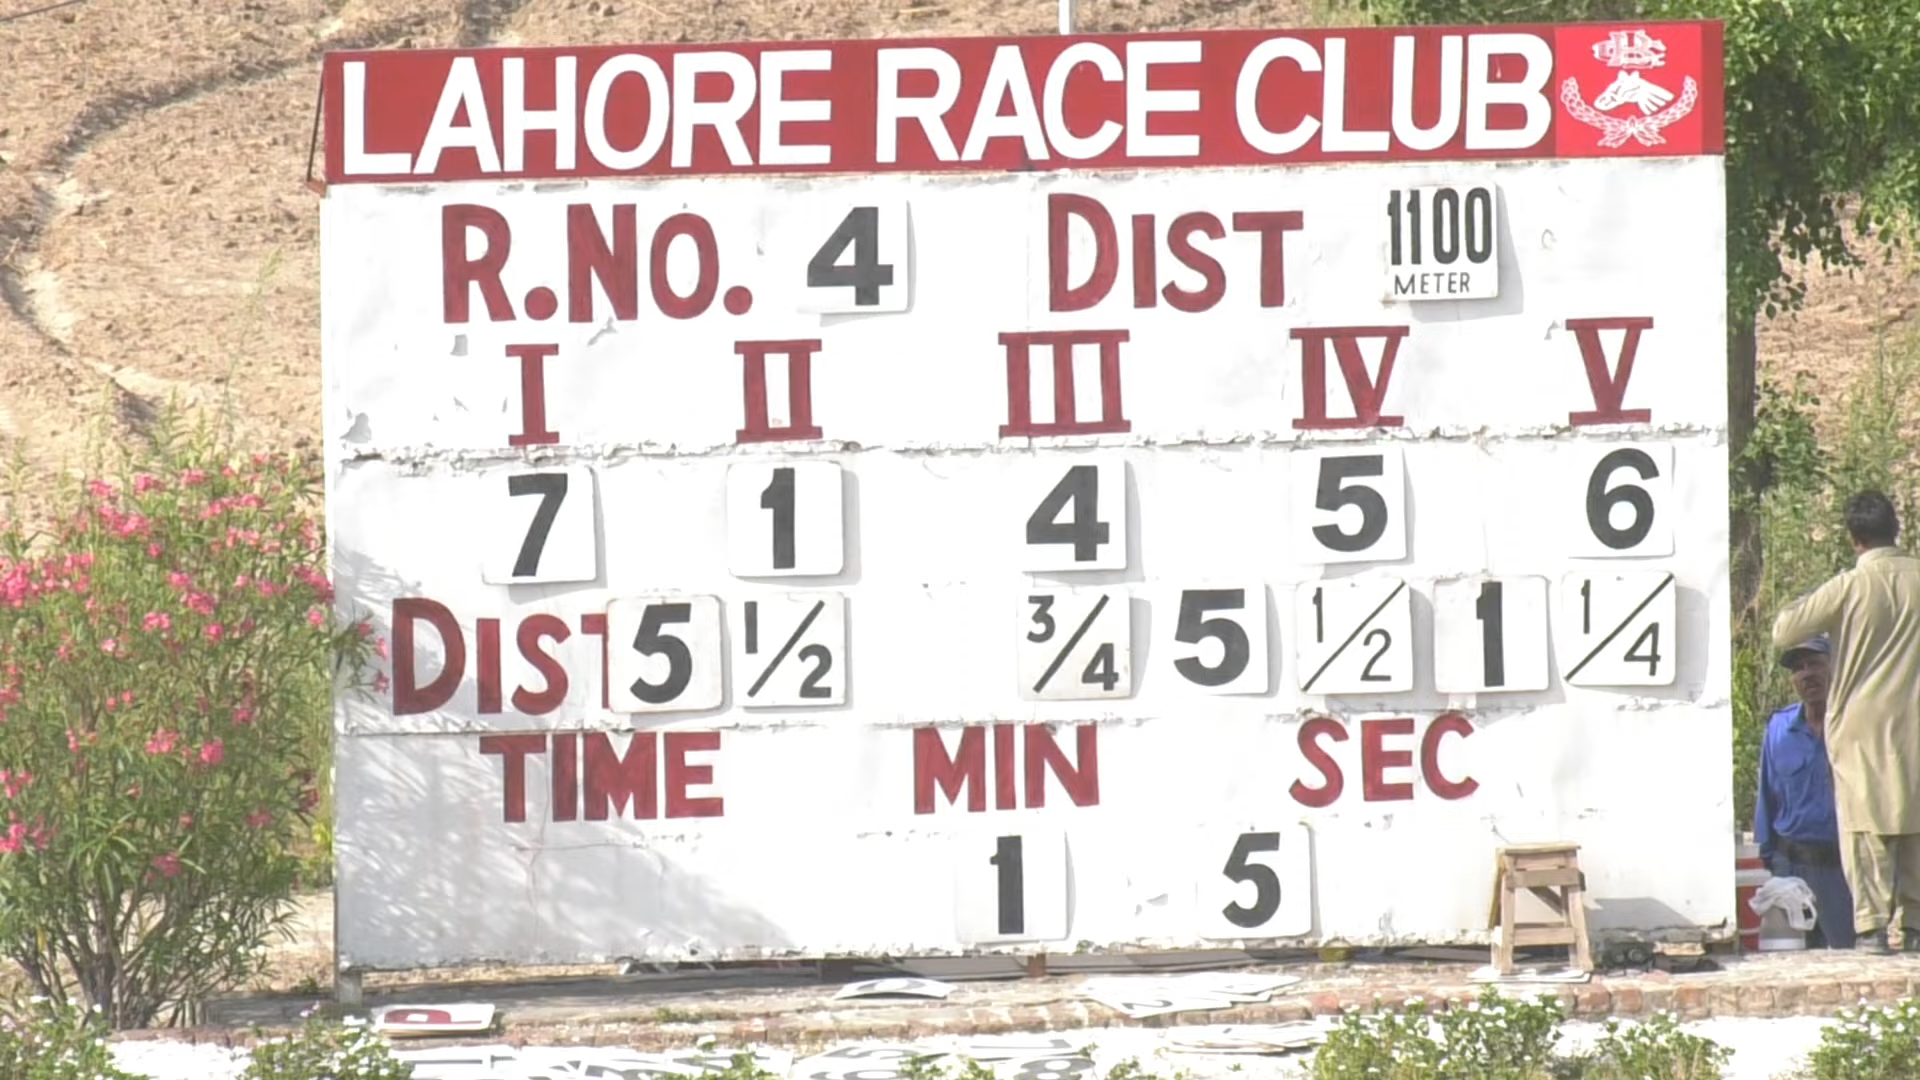 LAHORE RACE CLUB
R.No. 4 DIST 1100 METER
I II III IV V
7 1 4 5 6
DIST 5 1/2 3/4 5 1/2 1 1/4
TIME MIN SEC
1 5